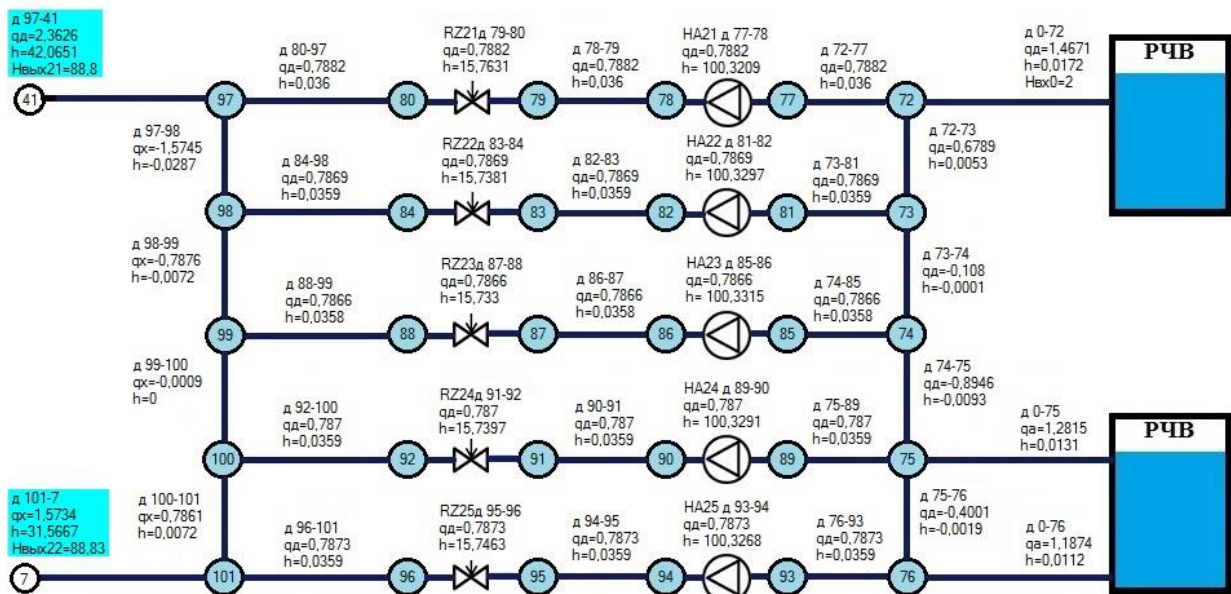 д 97-41
qд=2,3626
h=42,0651
Нвых21=88,8
41
д 80-97
qд=0,7882
h=0,036
RZ21д 79-80
qд=0,7882
h=15,7631
д 78-79
qд=0,7882
h=0,036
НА21 д 77-78
qд=0,7882
h= 100,3209
д 72-77
qд=0,7882
h=0,036
д 0-72
qд=1,4671
h=0,0172
Нвх0=2
РЧВ
97
80
79
78
77
72
д 97-98
qх=-1,5745
h=-0,0287
д 84-98
qд=0,7869
h=0,0359
RZ22д 83-84
qд=0,7869
h=15,7381
д 82-83
qд=0,7869
h=0,0359
НА22 д 81-82
qд=0,7869
h= 100,3297
д 73-81
qд=0,7869
h=0,0359
д 72-73
qд=0,6789
h=0,0053
98
84
83
82
81
73
д 98-99
qх=-0,7876
h=-0,0072
д 88-99
qд=0,7866
h=0,0358
RZ23д 87-88
qд=0,7866
h=15,733
д 86-87
qд=0,7866
h=0,0358
НА23 д 85-86
qд=0,7866
h= 100,3315
д 74-85
qд=0,7866
h=0,0358
д 73-74
qд=-0,108
h=-0,0001
99
88
87
86
85
74
д 99-100
qх=-0,0009
h=0
д 92-100
qд=0,787
h=0,0359
RZ24д 91-92
qд=0,787
h=15,7397
д 90-91
qд=0,787
h=0,0359
НА24 д 89-90
qд=0,787
h= 100,3291
д 75-89
qд=0,787
h=0,0359
д 74-75
qд=-0,8946
h=-0,0093
д 0-75
qа=1,2815
h=0,0131
РЧВ
100
92
91
90
89
75
д 101-7
qх=1,5734
h=31,5667
Нвых22=88,83
7
д 100-101
qх=0,7861
h=0,0072
д 96-101
qд=0,7873
h=0,0359
RZ25д 95-96
qд=0,7873
h=15,7463
д 94-95
qд=0,7873
h=0,0359
НА25 д 93-94
qд=0,7873
h= 100,3268
д 76-93
qд=0,7873
h=0,0359
д 75-76
qд=-0,4001
h=-0,0019
д 0-76
qа=1,1874
h=0,0112
101
96
95
94
93
76